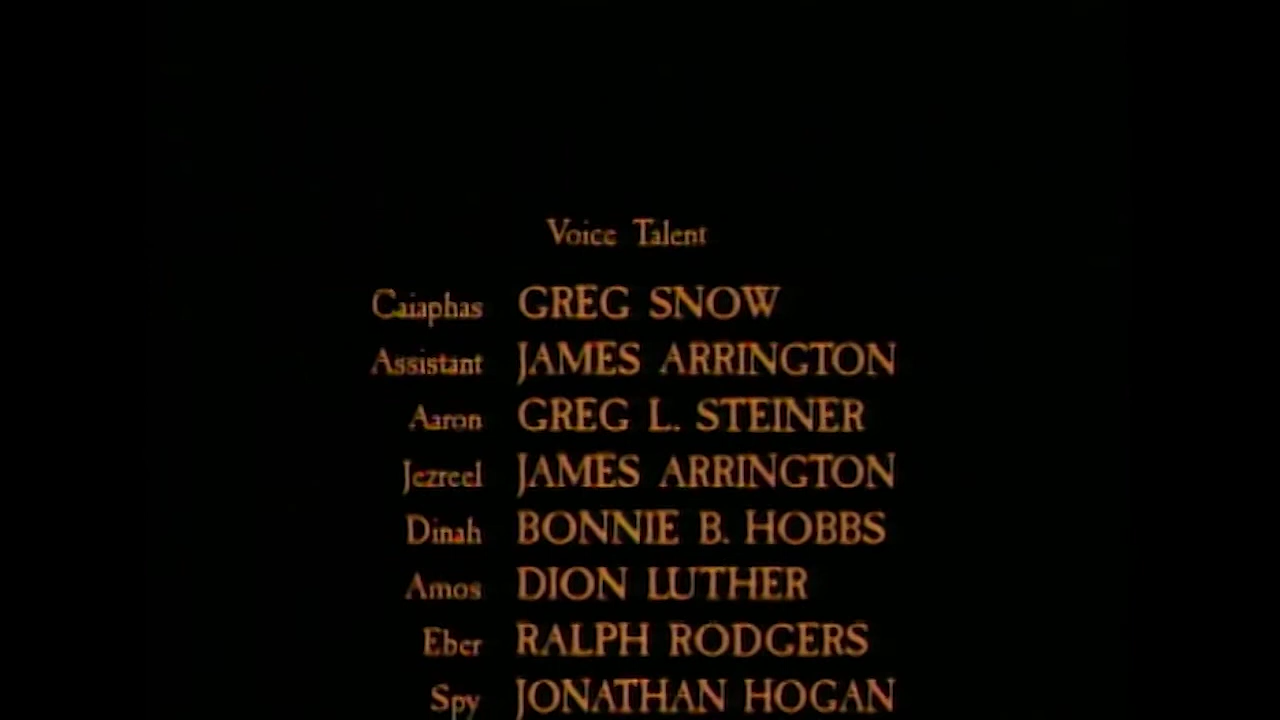 Voice Talent
Caiaphas GREG SNOW
Assistant JAMES ARRINGTON
Aaron GREG L. STEINER
Jezreel JAMES ARRINGTON
Dinah BONNIE B. HOBBS
Amos DION LUTHER
Eber RALPH RODGERS
Spy JONATHAN HOGAN